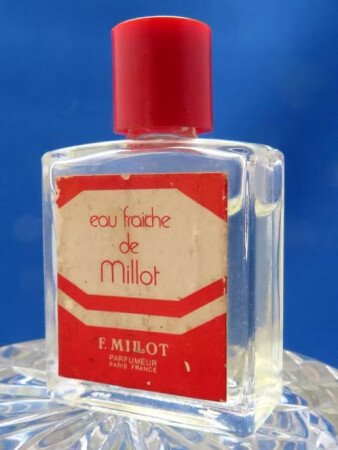 eau fraiche
de
Millot
F. MILLOT
PARFUMEUR
PARIS. FRANCE